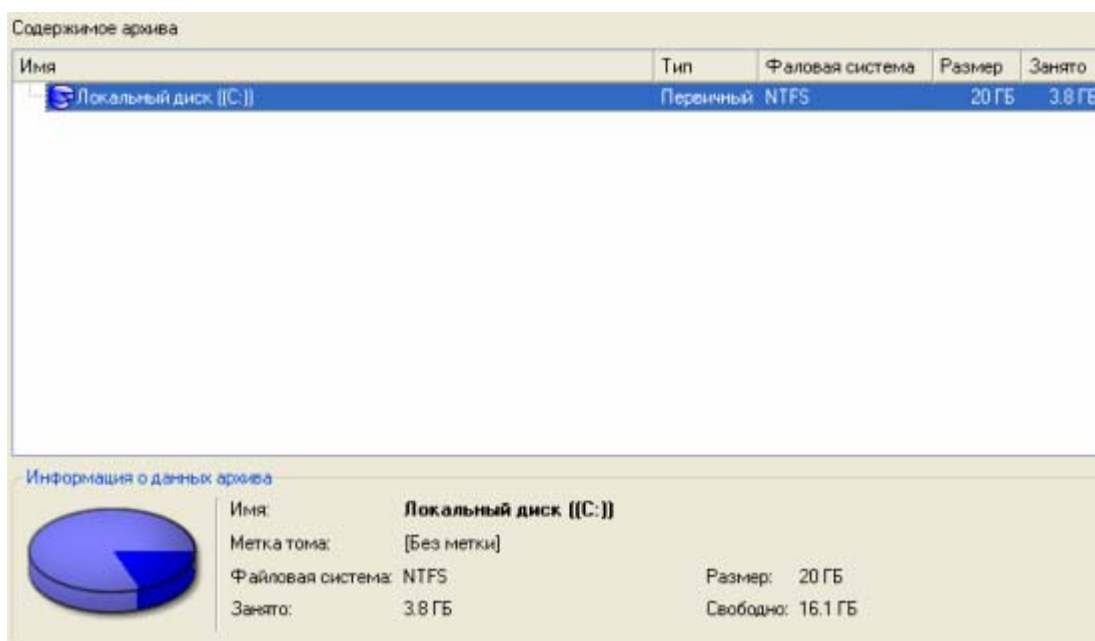 Содержимое архива
Имя Тип Фаловая система Размер Занято
Локальный диск ((C:)) Первичный NTFS 20 ГБ 3.8 ГБ
Информация о данных архива
Имя: Локальный диск ((C:))
Метка тома: [Без метки]
Файловая система: NTFS Размер: 20 ГБ
Занято: 3.8 ГБ Свободно: 16.1 ГБ